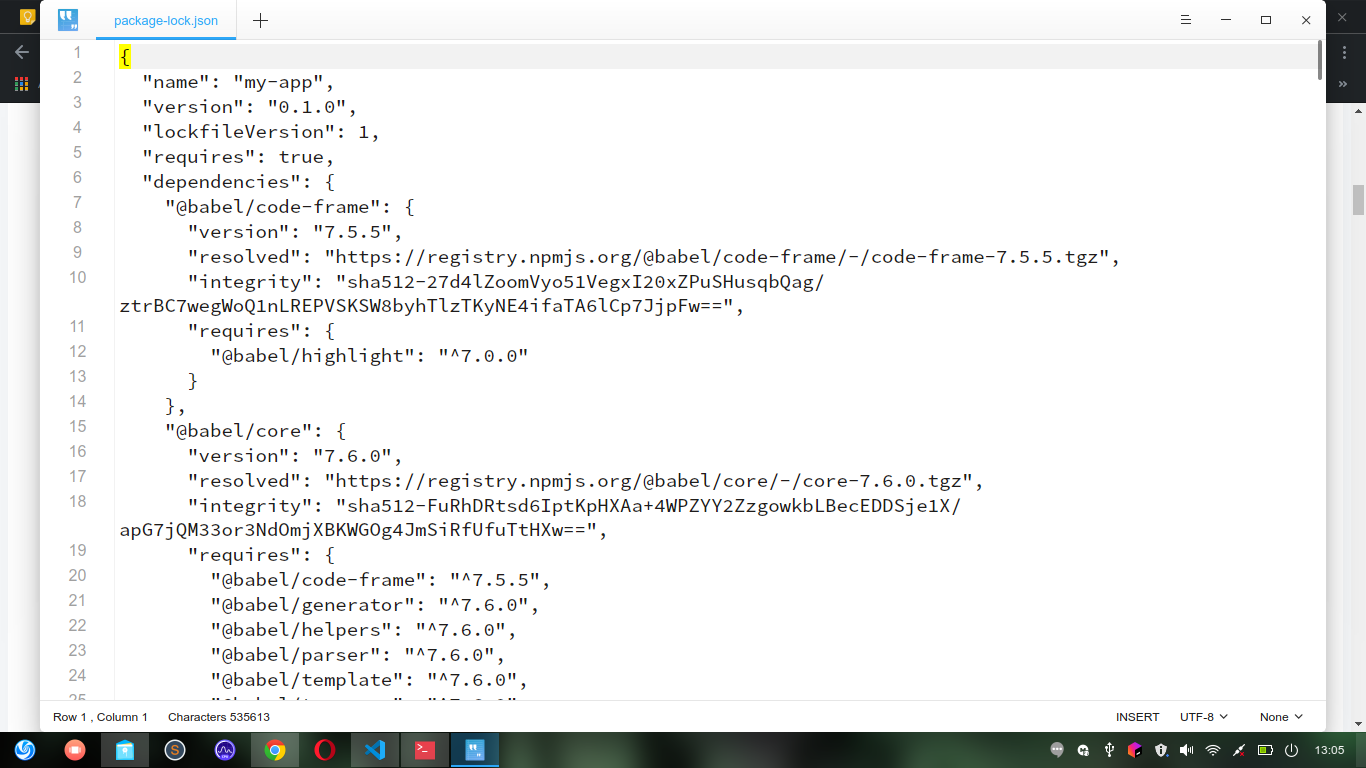 package-lock.json
1 {
2 "name": "my-app",
3 "version": "0.1.0",
4 "lockfileVersion": 1,
5 "requires": true,
6 "dependencies": {
7 "@babel/code-frame": {
8 "version": "7.5.5",
9 "resolved": "https://registry.npmjs.org/@babel/code-frame/-/code-frame-7.5.5.tgz",
10 "integrity": "sha512-27d4lZoomVyo51VegxI20xZPuSHusqbQag/
ztrBC7wegWoQ1nLREPVSKSW8byhTlzTKyNE4ifaTA6lCp7JjpFw==",
11 "requires": {
12 "@babel/highlight": "^7.0.0"
13 }
14 },
15 "@babel/core": {
16 "version": "7.6.0",
17 "resolved": "https://registry.npmjs.org/@babel/core/-/core-7.6.0.tgz",
18 "integrity": "sha512-FuRhDRtsd6IptKpHXAa+4WPZYY2ZzgowkbLBecEDDSje1X/
apG7jQM33or3NdOmjXBKWGOg4JmSiRfUfuTtHXw==",
19 "requires": {
20 "@babel/code-frame": "^7.5.5",
21 "@babel/generator": "^7.6.0",
22 "@babel/helpers": "^7.6.0",
23 "@babel/parser": "^7.6.0",
24 "@babel/template": "^7.6.0",
25
Row 1 , Column 1 Characters 535613 INSERT UTF-8 None
13:05